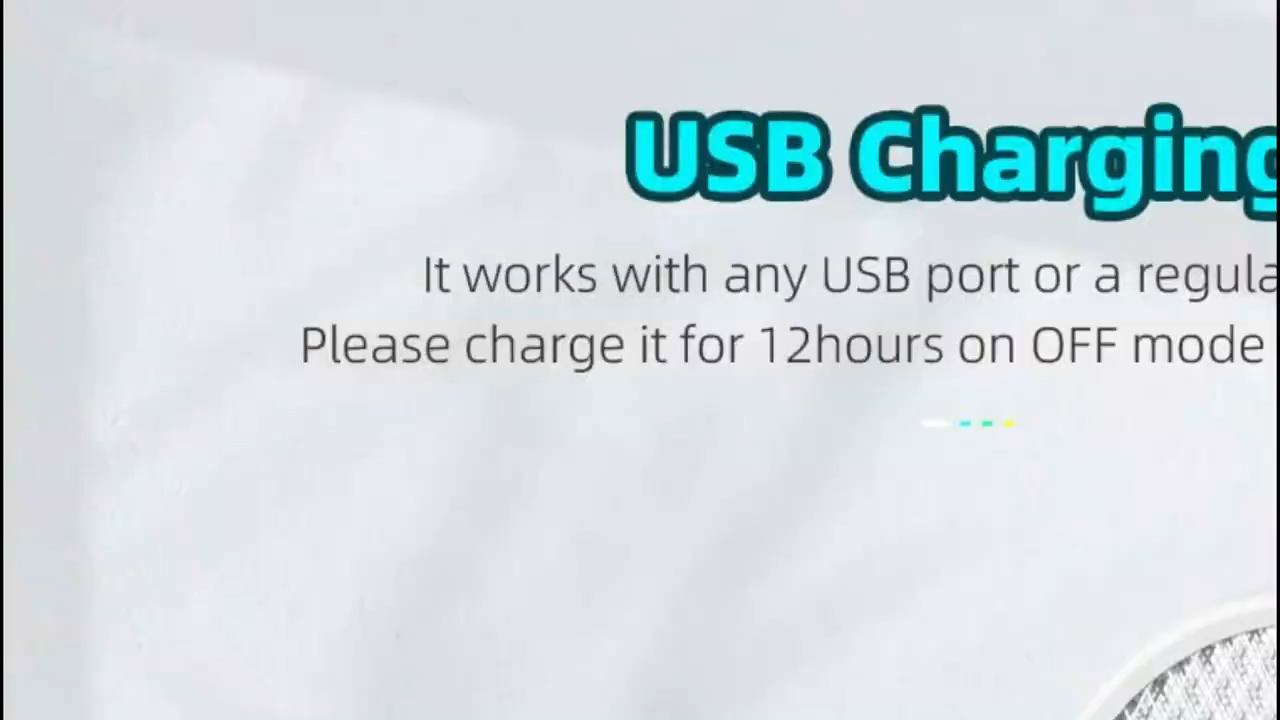 USB Charging
It works with any USB port or a regula
Please charge it for 12hours on OFF mode